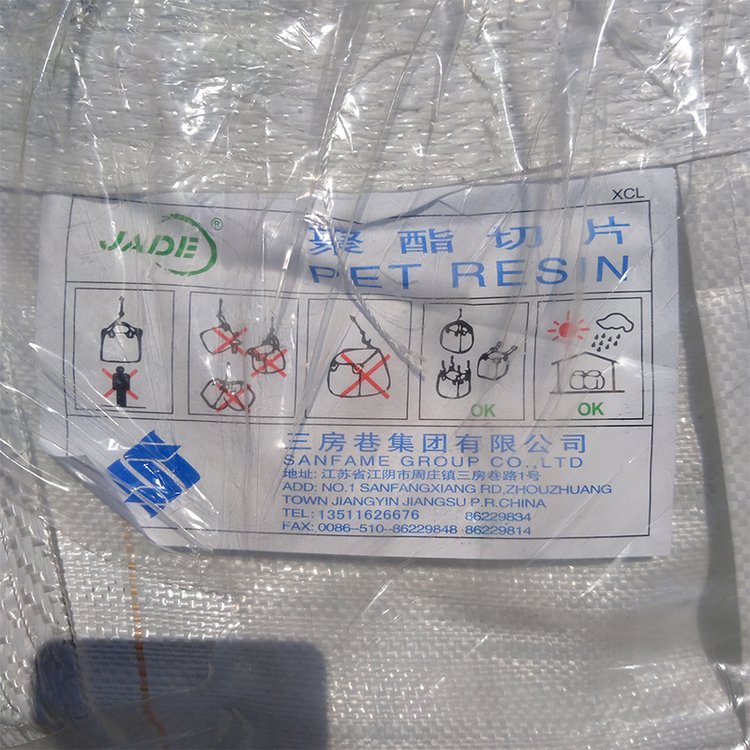 XCL
JADE®
聚酯切片
PET RESIN
OK
OK
三房巷集团有限公司
SANFAME GROUP CO.,LTD
地址:江苏省江阴市周庄镇三房巷路1号
ADD: NO.1 SANFANGXIANG RD,ZHOUZHUANG
TOWN JIANGYIN JIANGSU P.R.CHINA
TEL: 13511626676 86229834
FAX: 0086-510-86229848 86229814